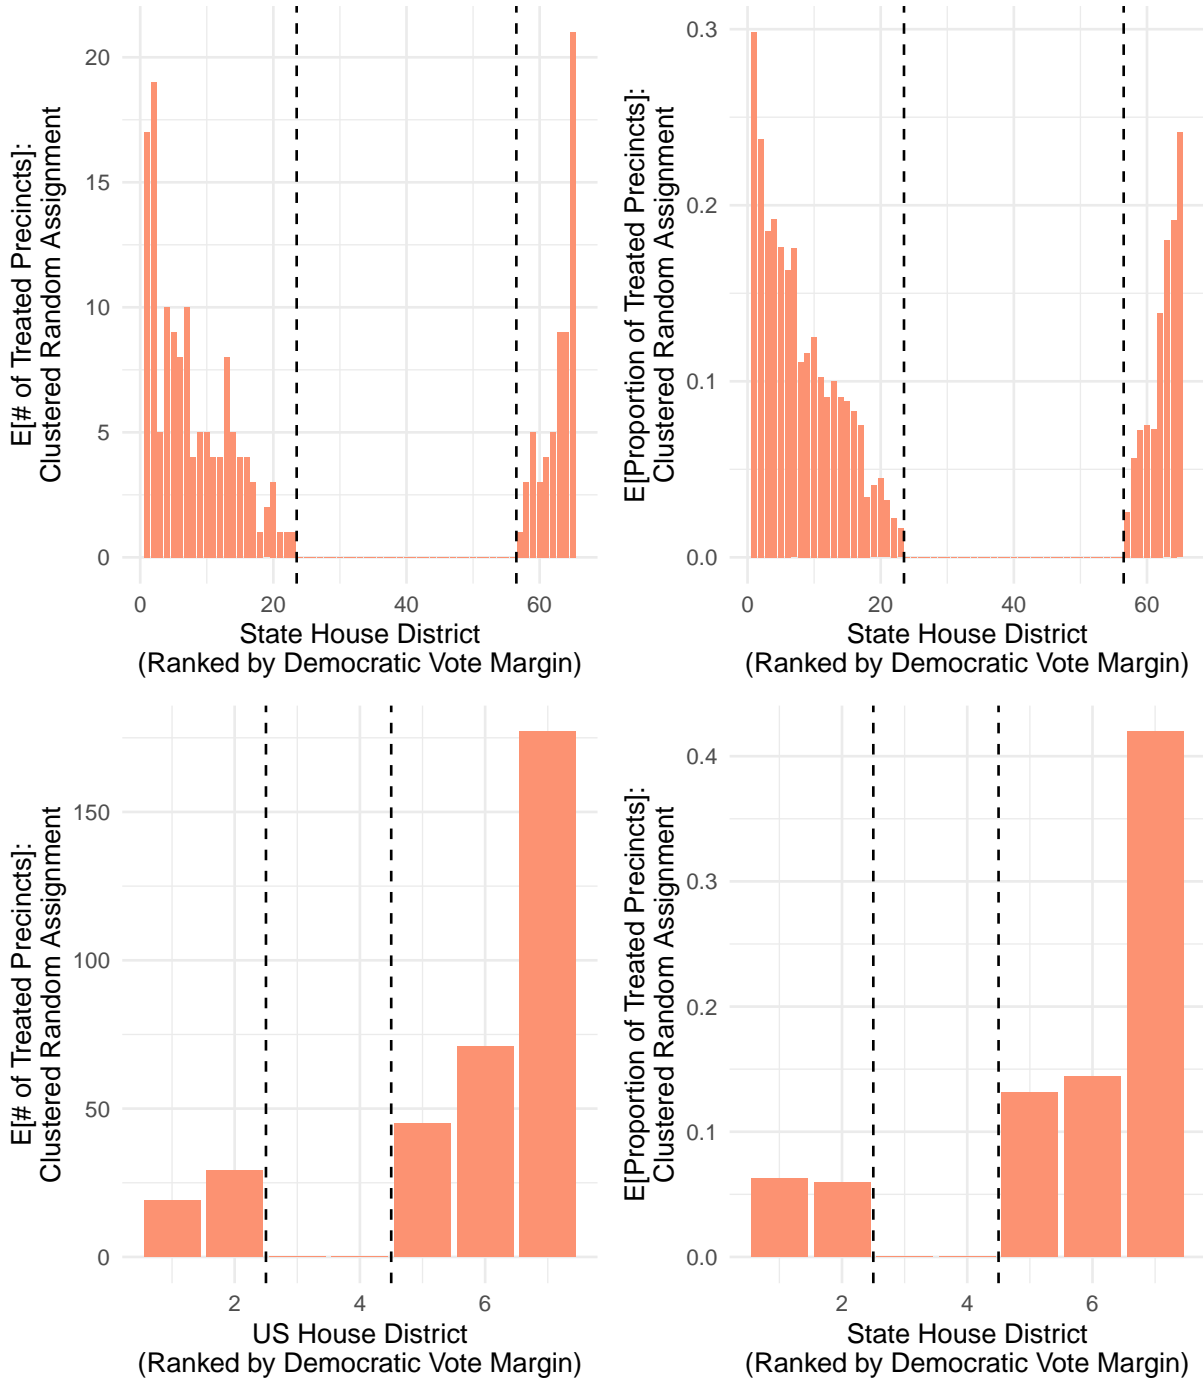 E[# of Treated Precincts]:
Clustered Random Assignment
20
15
10
5
0
0
20
40
60
State House District
(Ranked by Democratic Vote Margin)
E[Proportion of Treated Precincts]:
Clustered Random Assignment
0.3
0.2
0.1
0.0
0
20
40
60
State House District
(Ranked by Democratic Vote Margin)
E[# of Treated Precincts]:
Clustered Random Assignment
150
100
50
0
2
4
6
US House District
(Ranked by Democratic Vote Margin)
E[Proportion of Treated Precincts]:
Clustered Random Assignment
0.4
0.3
0.2
0.1
0.0
2
4
6
State House District
(Ranked by Democratic Vote Margin)